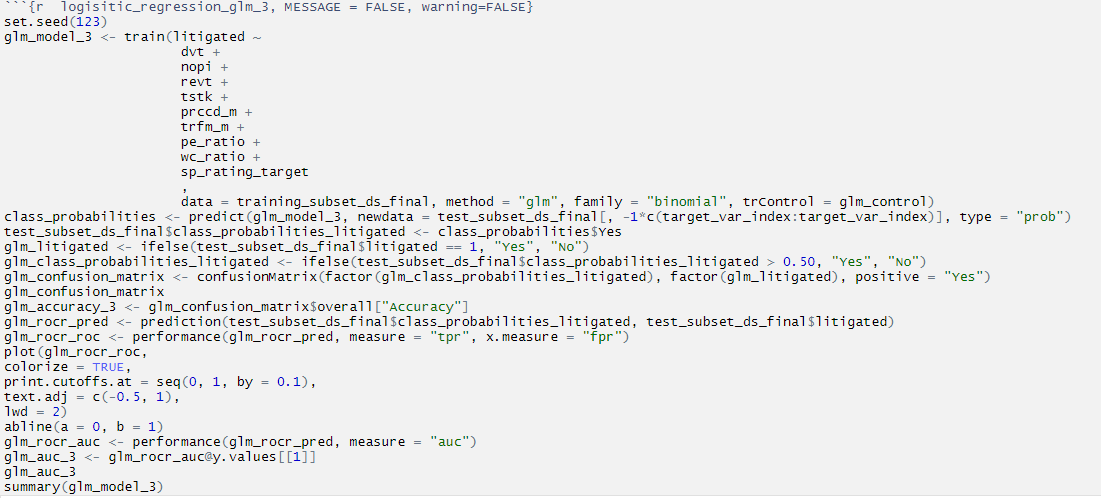 ```{r  logisitic_regression_glm_3, MESSAGE = FALSE, warning=FALSE}
set.seed(123)
glm_model_3 <- train(litigated ~
                       dvt +
                       nopi +
                       revt +
                       tstk +
                       prccd_m +
                       trfm_m +
                       pe_ratio +
                       wc_ratio +
                       sp_rating_target
                       ,
                       data = training_subset_ds_final, method = "glm", family = "binomial", trControl = glm_control)
class_probabilities <- predict(glm_model_3, newdata = test_subset_ds_final[, -1*c(target_var_index:target_var_index)], type = "prob")
test_subset_ds_final$class_probabilities_litigated <- class_probabilities$Yes
glm_litigated <- ifelse(test_subset_ds_final$litigated == 1, "Yes", "No")
glm_class_probabilities_litigated <- ifelse(test_subset_ds_final$class_probabilities_litigated > 0.50, "Yes", "No")
glm_confusion_matrix <- confusionMatrix(factor(glm_class_probabilities_litigated), factor(glm_litigated), positive = "Yes")
glm_confusion_matrix
glm_accuracy_3 <- glm_confusion_matrix$overall["Accuracy"]
glm_rocr_pred <- prediction(test_subset_ds_final$class_probabilities_litigated, test_subset_ds_final$litigated)
glm_rocr_roc <- performance(glm_rocr_pred, measure = "tpr", x.measure = "fpr")
plot(glm_rocr_roc,
colorize = TRUE,
print.cutoffs.at = seq(0, 1, by = 0.1),
text.adj = c(-0.5, 1),
lwd = 2)
abline(a = 0, b = 1)
glm_rocr_auc <- performance(glm_rocr_pred, measure = "auc")
glm_auc_3 <- glm_rocr_auc@y.values[[1]]
glm_auc_3
summary(glm_model_3)